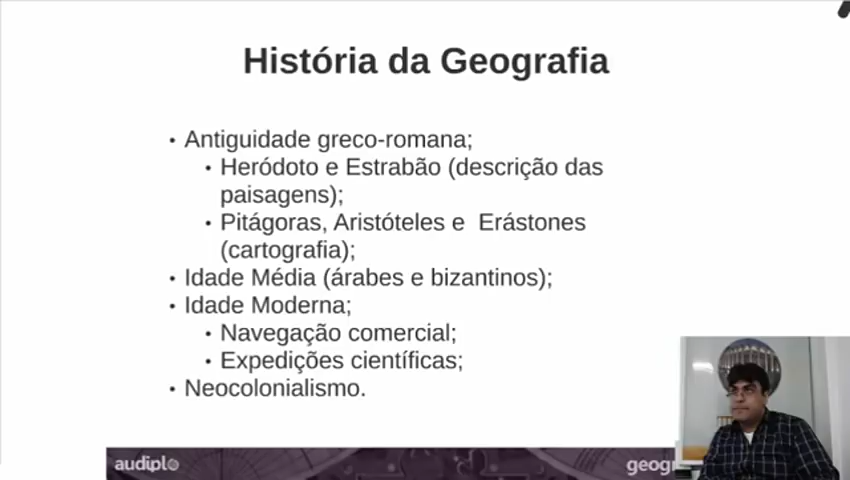 História da Geografia
• Antiguidade greco-romana;
• Heródoto e Estrabão (descrição das
paisagens);
• Pitágoras, Aristóteles e  Erástones
(cartografia);
• Idade Média (árabes e bizantinos);
• Idade Moderna;
• Navegação comercial;
• Expedições científicas;
• Neocolonialismo.
audiplo
geogr